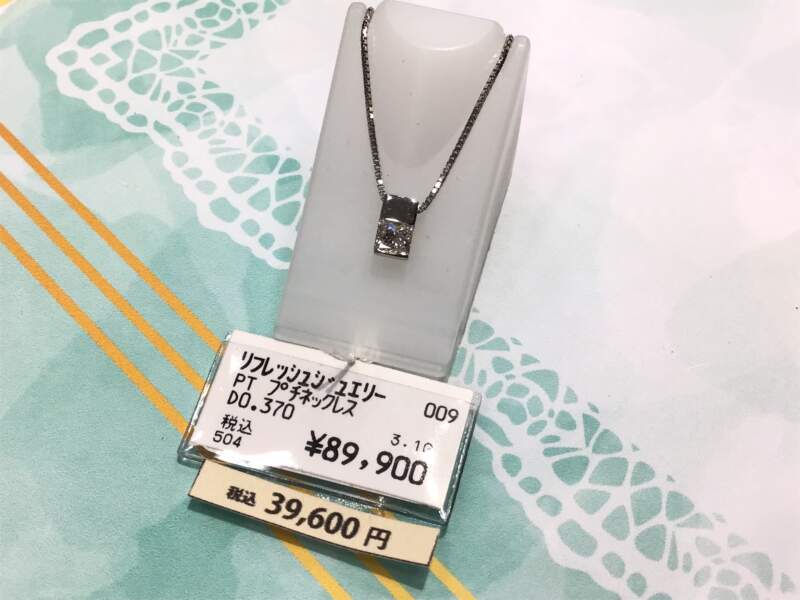 リフレッシュジュエリー
PT プチネックレス 009
D0.370
税込 3.1g
504 ¥89,900
税込 39,600円